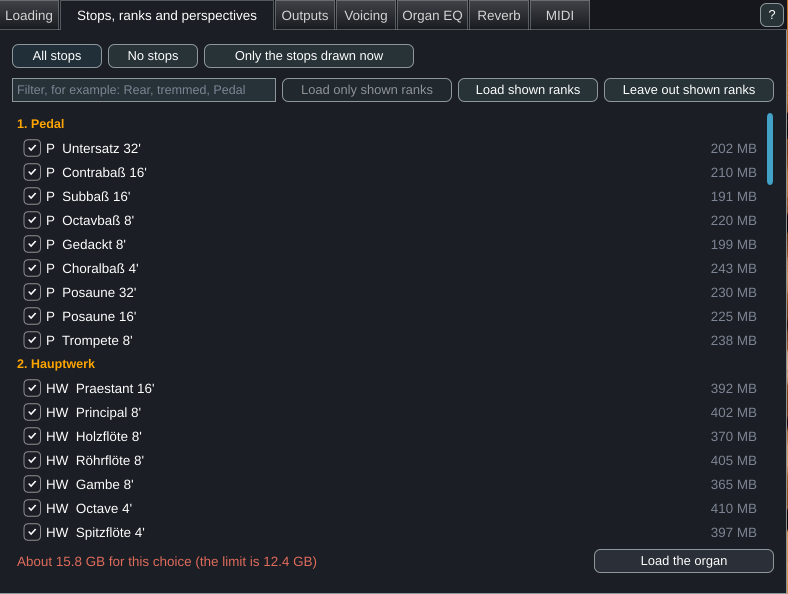 Loading Stops, ranks and perspectives Outputs Voicing Organ EQ Reverb MIDI ?
All stops No stops Only the stops drawn now
Filter, for example: Rear, tremmed, Pedal Load only shown ranks Load shown ranks Leave out shown ranks
1. Pedal
P Untersatz 32' 202 MB
P Contrabaß 16' 210 MB
P Subbaß 16' 191 MB
P Octavbaß 8' 220 MB
P Gedackt 8' 199 MB
P Choralbaß 4' 243 MB
P Posaune 32' 230 MB
P Posaune 16' 225 MB
P Trompete 8' 238 MB
2. Hauptwerk
HW Praestant 16' 392 MB
HW Principal 8' 402 MB
HW Holzflöte 8' 370 MB
HW Röhrflöte 8' 405 MB
HW Gambe 8' 365 MB
HW Octave 4' 410 MB
HW Spitzflöte 4' 397 MB
About 15.8 GB for this choice (the limit is 12.4 GB) Load the organ